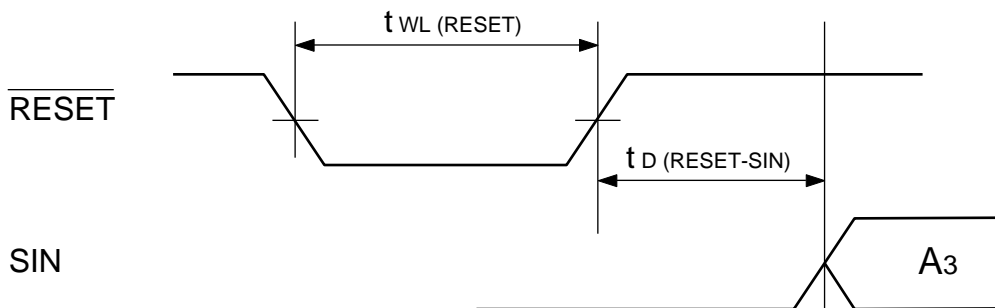 t WL (RESET)
RESET
t D (RESET-SIN)
SIN
A3